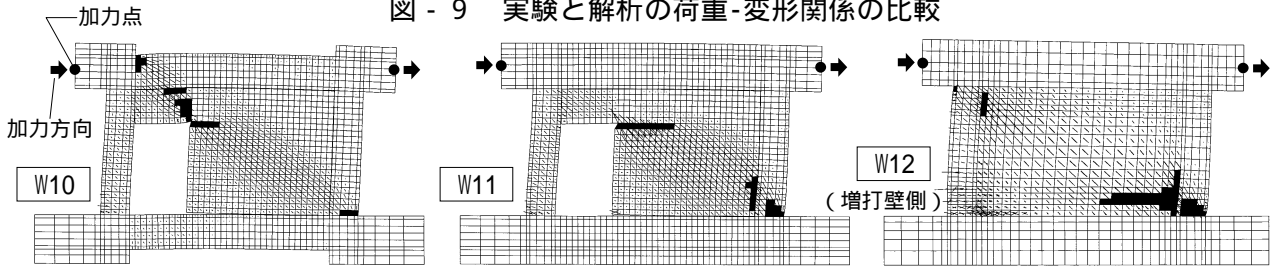 図 - 9 実験と解析の荷重-変形関係の比較
加力点
加力方向
W10
W11
W12
(増打壁側)